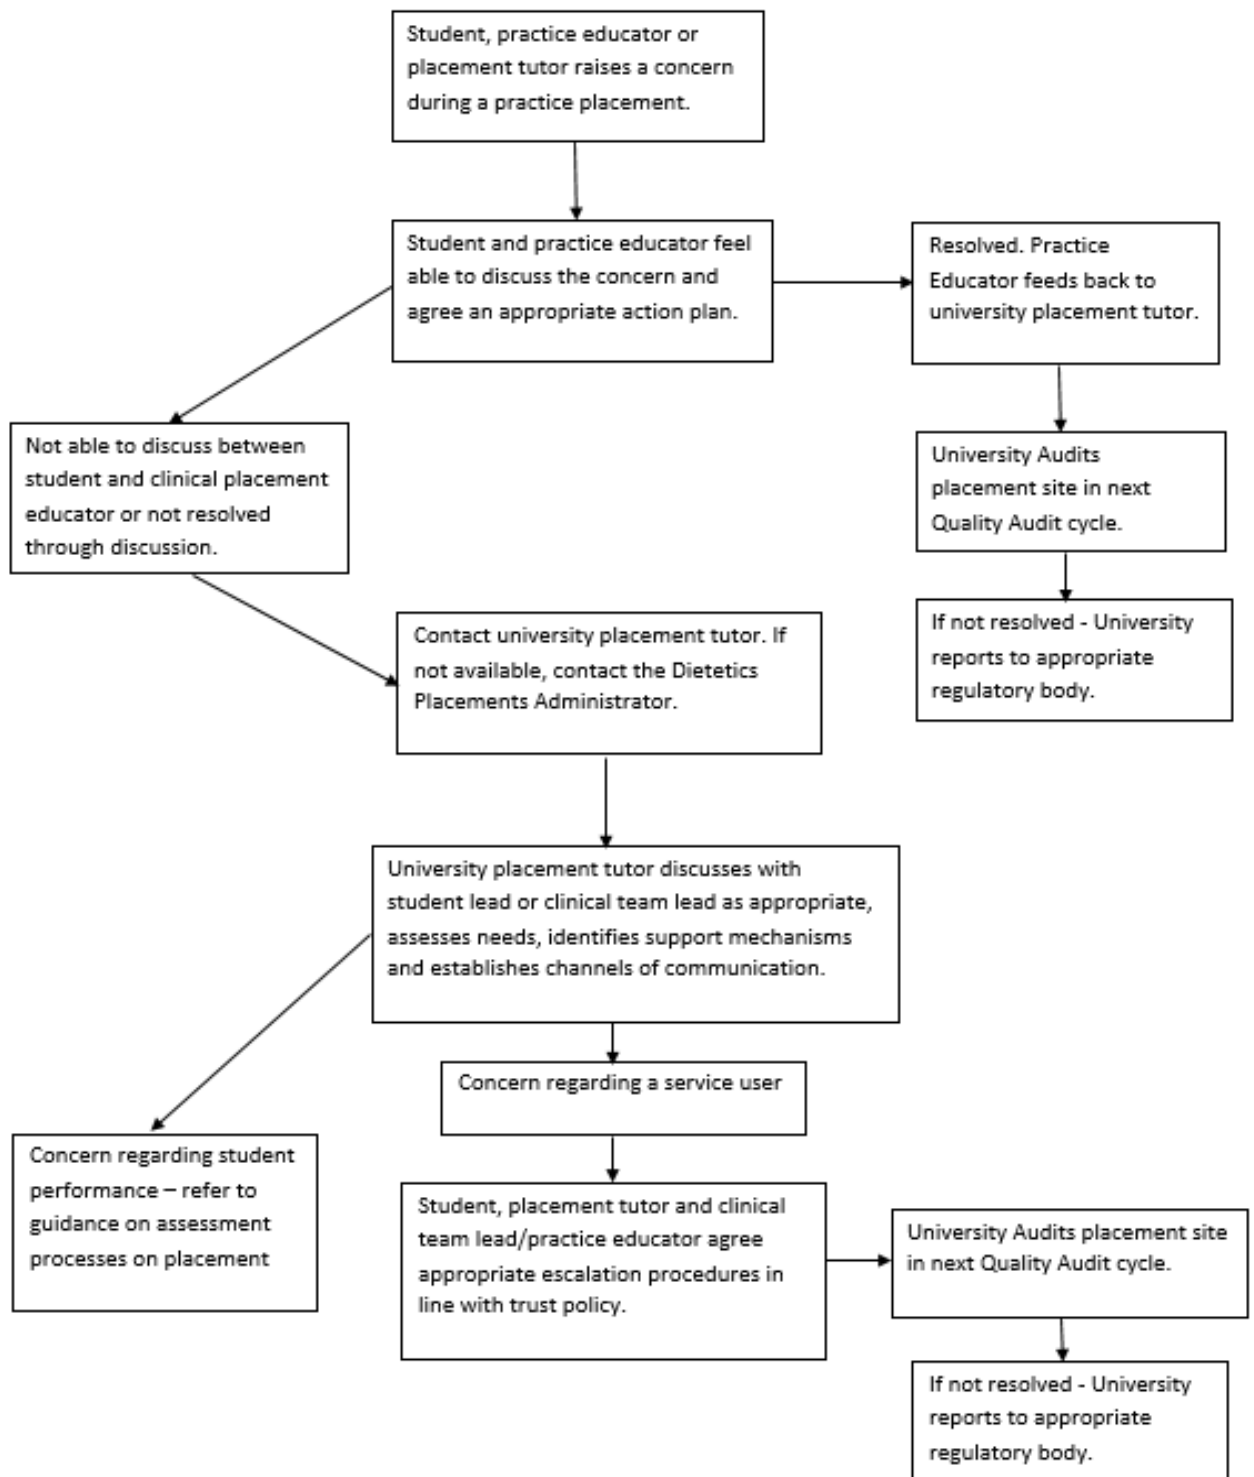 Student, practice educator or
placement tutor raises a concern
during a practice placement.
Student and practice educator feel
able to discuss the concern and
agree an appropriate action plan.
Resolved. Practice
Educator feeds back to
university placement tutor.
Not able to discuss between
student and clinical placement
educator or not resolved
through discussion.
University Audits
placement site in next
Quality Audit cycle.
If not resolved - University
reports to appropriate
regulatory body.
Contact university placement tutor. If
not available, contact the Dietetics
Placements Administrator.
University placement tutor discusses with
student lead or clinical team lead as appropriate,
assesses needs, identifies support mechanisms
and establishes channels of communication.
Concern regarding a service user
Concern regarding student
performance – refer to
guidance on assessment
processes on placement
Student, placement tutor and clinical
team lead/practice educator agree
appropriate escalation procedures in
line with trust policy.
University Audits placement site
in next Quality Audit cycle.
If not resolved - University
reports to appropriate
regulatory body.